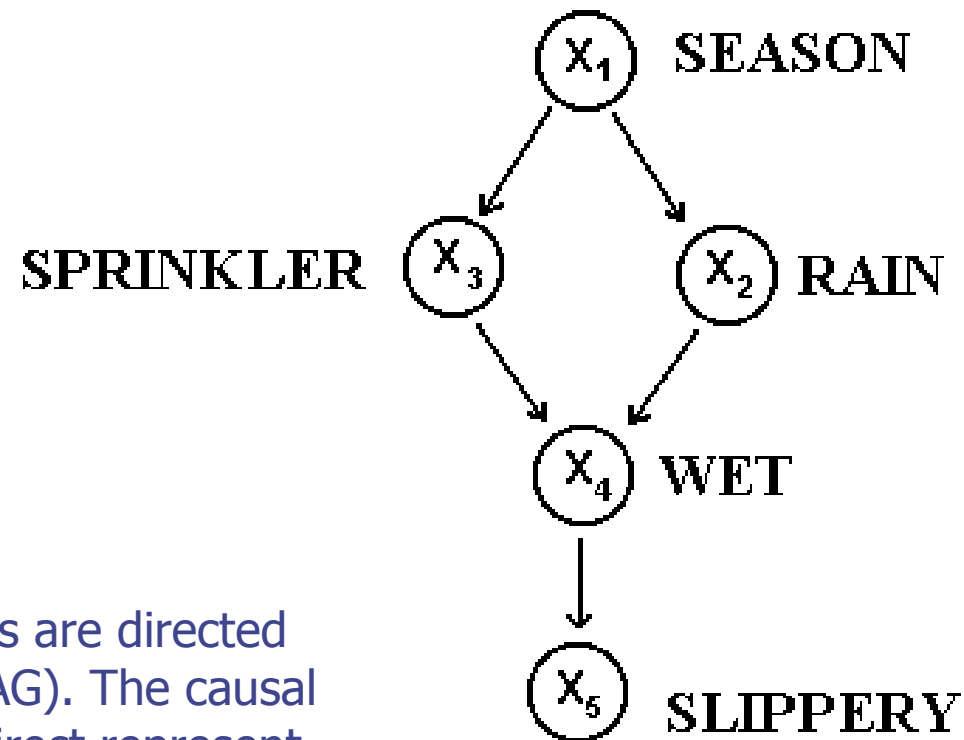 X₁ SEASON
SPRINKLER X₃ X₂ RAIN
X₄ WET
s are directed
AG). The causal
X₅ SLIPPERY